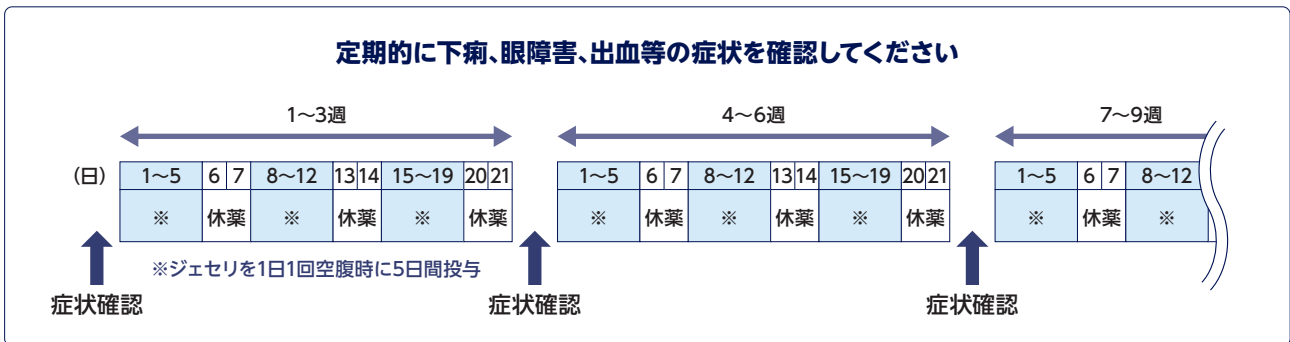 定期的に下痢、眼障害、出血等の症状を確認してください
1～3週 4～6週 7～9週
(日) 1～5 6 7 8～12 13 14 15～19 20 21 1～5 6 7 8～12 13 14 15～19 20 21 1～5 6 7 8～12
※ 休薬 ※ 休薬 ※ 休薬 ※ 休薬 ※ 休薬 ※ 休薬 ※ 休薬 ※
※ジェセリを1日1回空腹時に5日間投与
症状確認 症状確認 症状確認